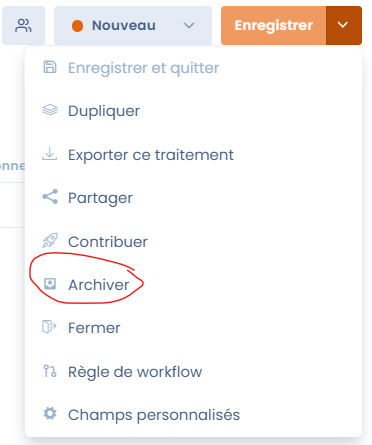 Nouveau
Enregistrer
Enregistrer et quitter
Dupliquer
onne
Exporter ce traitement
Partager
Contribuer
Archiver
Fermer
Règle de workflow
Champs personnalisés